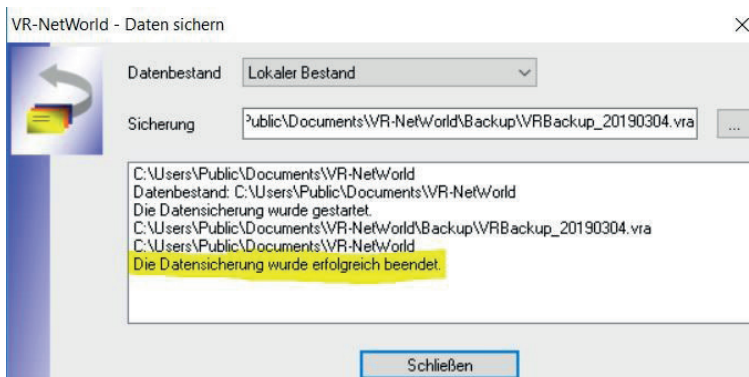 VR-NetWorld - Daten sichern
Datenbestand Lokaler Bestand
Sicherung Public\Documents\VR-NetWorld\Backup\VRBackup_20190304.vra ...
C:\Users\Public\Documents\VR-NetWorld
Datenbestand: C:\Users\Public\Documents\VR-NetWorld
Die Datensicherung wurde gestartet.
C:\Users\Public\Documents\VR-NetWorld\Backup\VRBackup_20190304.vra
C:\Users\Public\Documents\VR-NetWorld
Die Datensicherung wurde erfolgreich beendet.
Schließen